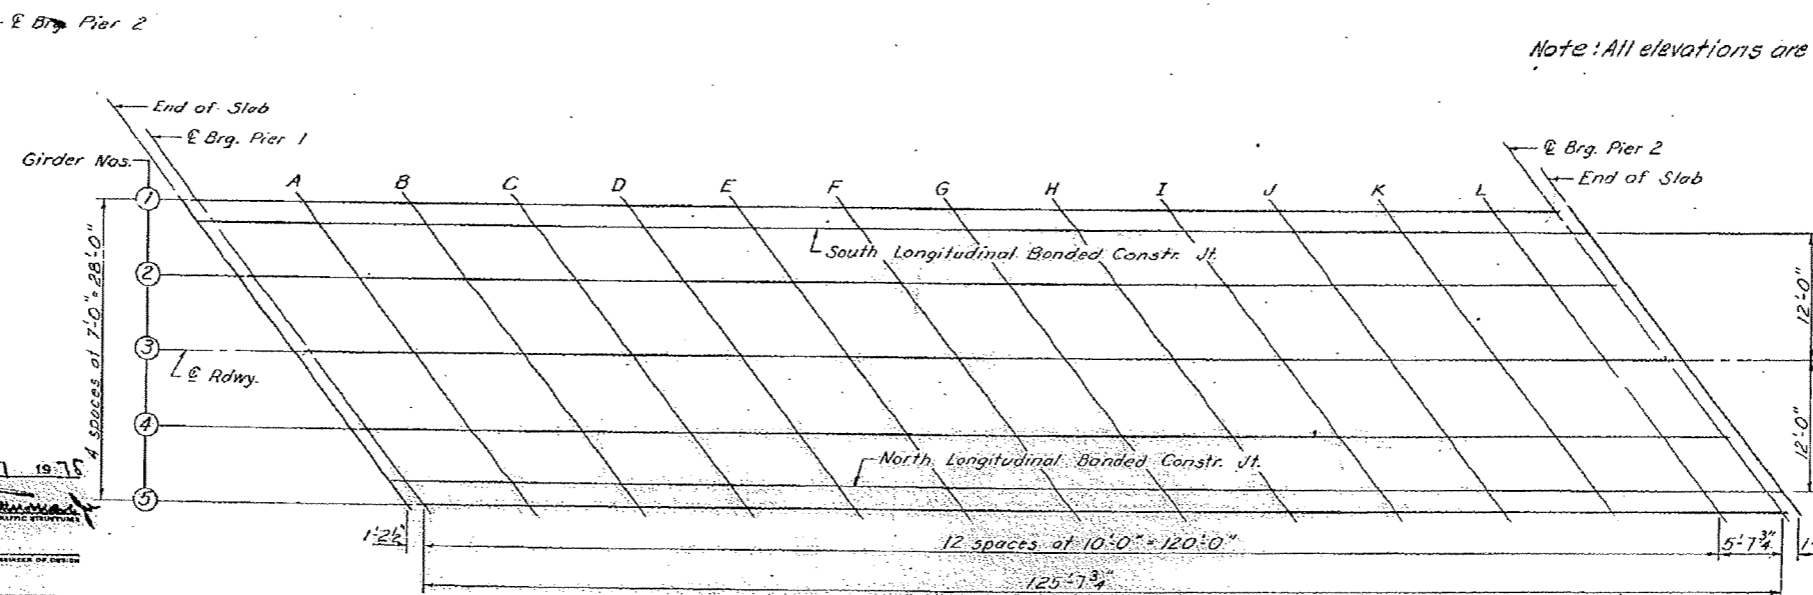 ℄ Brg Pier 2
Note: All elevations are
End of Slab
℄ Brg. Pier 1
Girder Nos.
A B C D E F G H I J K L
℄ Brg. Pier 2
End of Slab
1
South Longitudinal Bonded Constr. Jt.
2
4 spaces at 7'-0" = 28'-0"
12'-0"
3
℄ Rdwy.
4
12'-0"
North Longitudinal Bonded Constr. Jt.
1978
5
1'-2½"
12 spaces at 10'-0" = 120'-0"
5'-7¾"
125'-7¾"